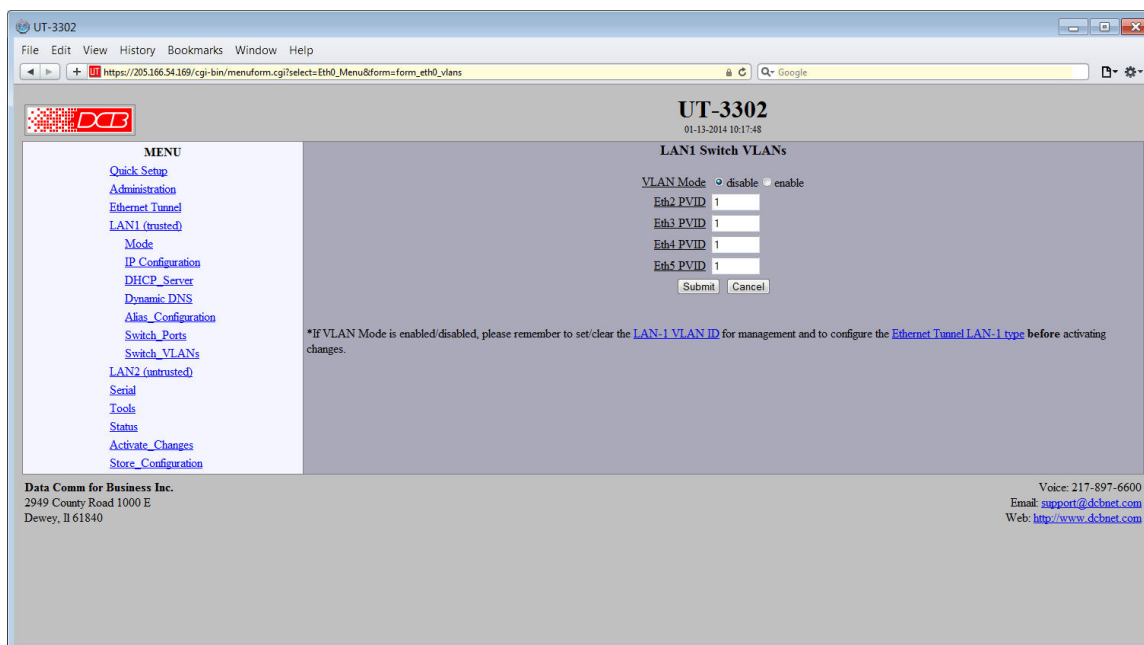 UT-3302
File Edit View History Bookmarks Window Help
UT https://205.166.54.169/cgi-bin/menuform.cgi?select=Eth0_Menu&form=form_eth0_vlans
Google
DCB
UT-3302
01-13-2014 10:17:48
MENU
Quick Setup
Administration
Ethernet Tunnel
LAN1 (trusted)
Mode
IP Configuration
DHCP_Server
Dynamic DNS
Alias_Configuration
Switch_Ports
Switch_VLANs
LAN2 (untrusted)
Serial
Tools
Status
Activate_Changes
Store_Configuration
LAN1 Switch VLANs
VLAN Mode disable enable
Eth2 PVID 1
Eth3 PVID 1
Eth4 PVID 1
Eth5 PVID 1
Submit Cancel
*If VLAN Mode is enabled/disabled, please remember to set/clear the LAN-1 VLAN ID for management and to configure the Ethernet Tunnel LAN-1 type before activating
changes.
Data Comm for Business Inc.
2949 County Road 1000 E
Dewey, Il 61840
Voice: 217-897-6600
Email: support@dcbnet.com
Web: http://www.dcbnet.com